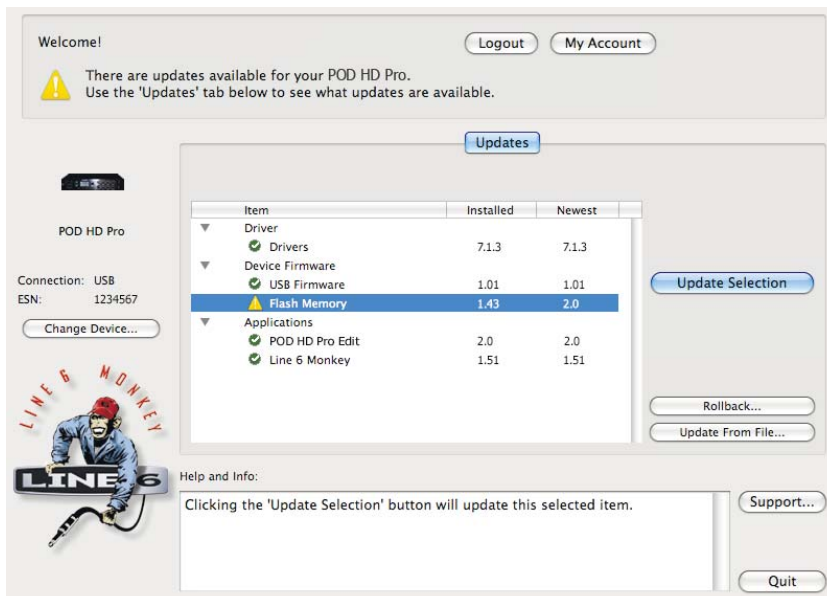 Welcome!
Logout
My Account
There are updates available for your POD HD Pro.
Use the 'Updates' tab below to see what updates are available.
Updates
POD HD Pro
Connection: USB
ESN: 1234567
Change Device...
Item Installed Newest
Driver
Drivers 7.1.3 7.1.3
Device Firmware
USB Firmware 1.01 1.01
Flash Memory 1.43 2.0
Applications
POD HD Pro Edit 2.0 2.0
Line 6 Monkey 1.51 1.51
Update Selection
Rollback...
Update From File...
LINE 6 MONKEY
LINE 6
Help and Info:
Clicking the 'Update Selection' button will update this selected item.
Support...
Quit